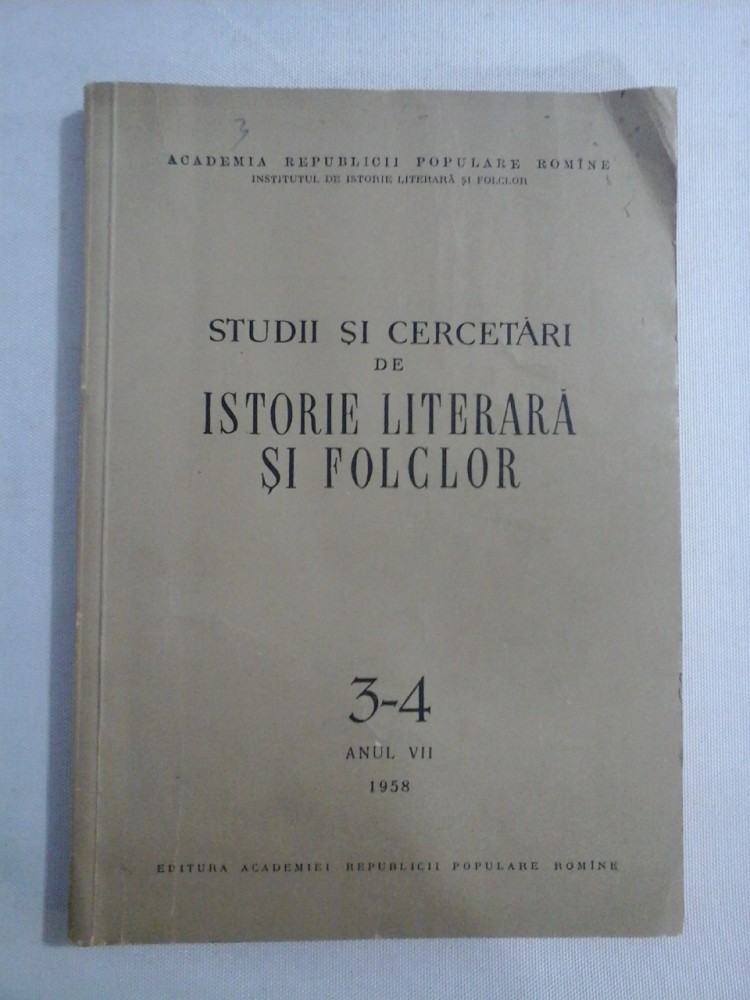 3
ACADEMIA REPUBLICII POPULARE ROMÎNE
INSTITUTUL DE ISTORIE LITERARĂ ȘI FOLCLOR
STUDII ȘI CERCETĂRI
DE
ISTORIE LITERARĂ
ȘI FOLCLOR
3-4
ANUL VII
1958
EDITURA ACADEMIEI REPUBLICII POPULARE ROMÎNE